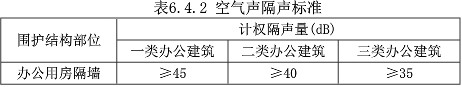 表6.4.2 空气声隔声标准
围护结构部位 计权隔声量(dB)
一类办公建筑 二类办公建筑 三类办公建筑
办公用房隔墙 ≥45 ≥40 ≥35